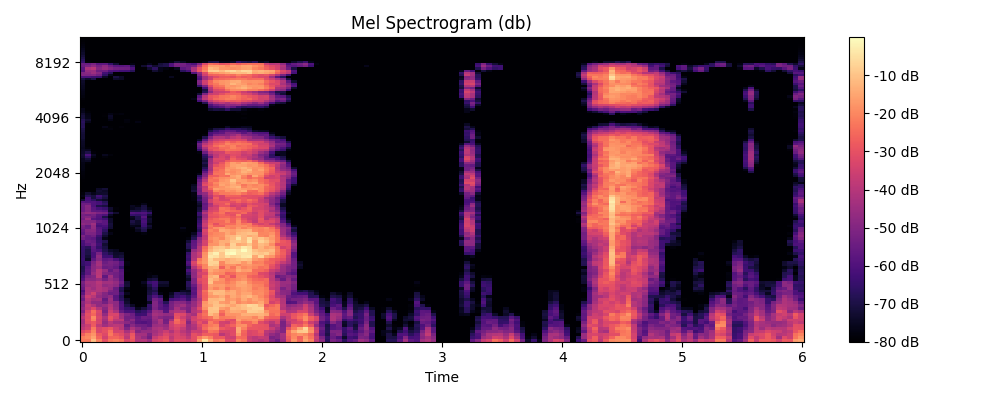 Mel Spectrogram (db)
8192
4096
2048
1024
512
0
Hz
0 1 2 3 4 5 6
Time
-10 dB
-20 dB
-30 dB
-40 dB
-50 dB
-60 dB
-70 dB
-80 dB